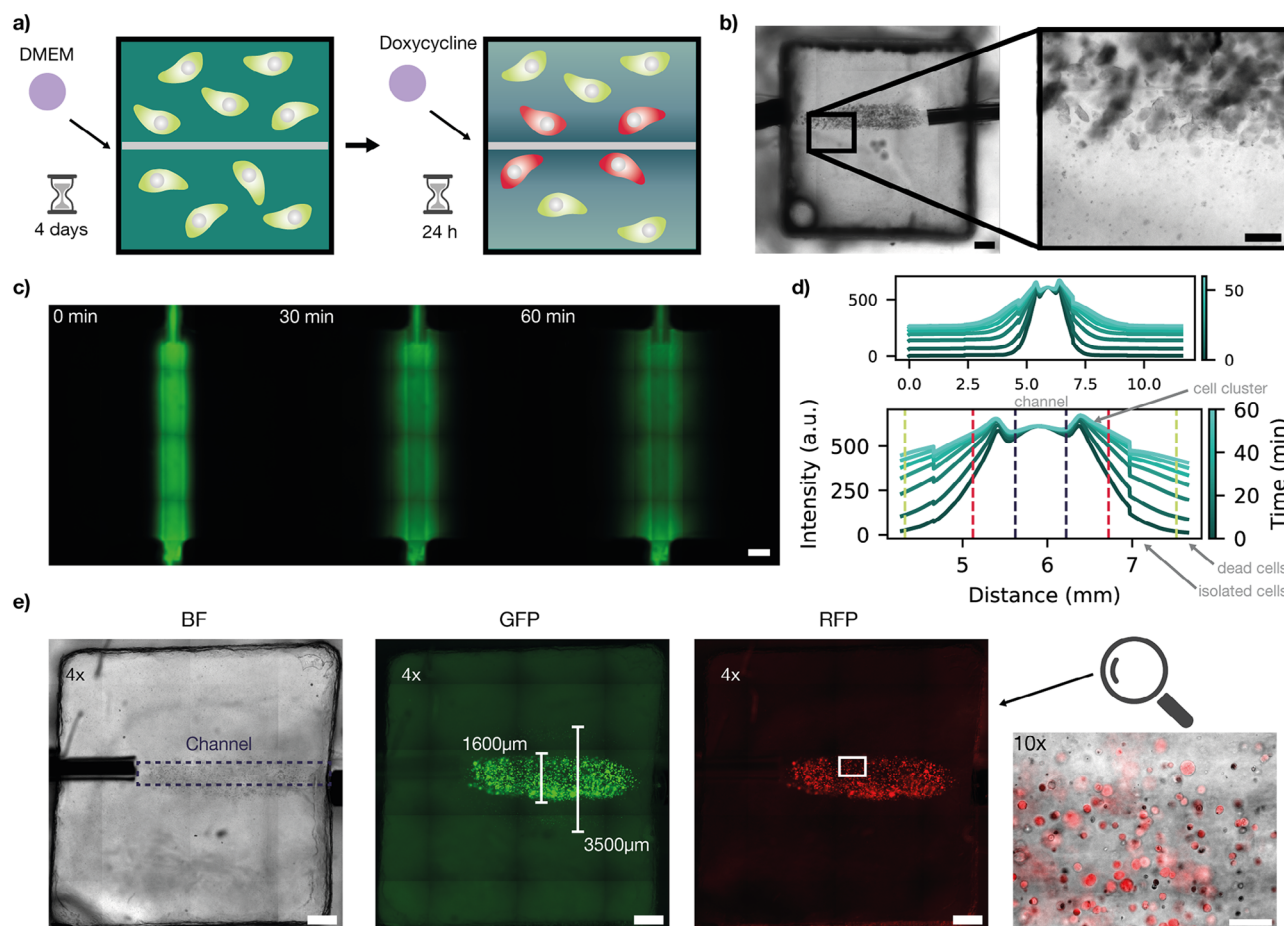 a)
DMEM
4 days
Doxycycline
24 h
b)
c)
0 min
30 min
60 min
d)
500
0
0.0
2.5
5.0
7.5
10.0
50
0
channel
cell cluster
Intensity (a.u.)
500
250
0
5
6
7
Distance (mm)
60
40
20
0
Time (min)
dead cells
isolated cells
e)
BF
GFP
RFP
4x
Channel
4x
1600µm
3500µm
4x
10x